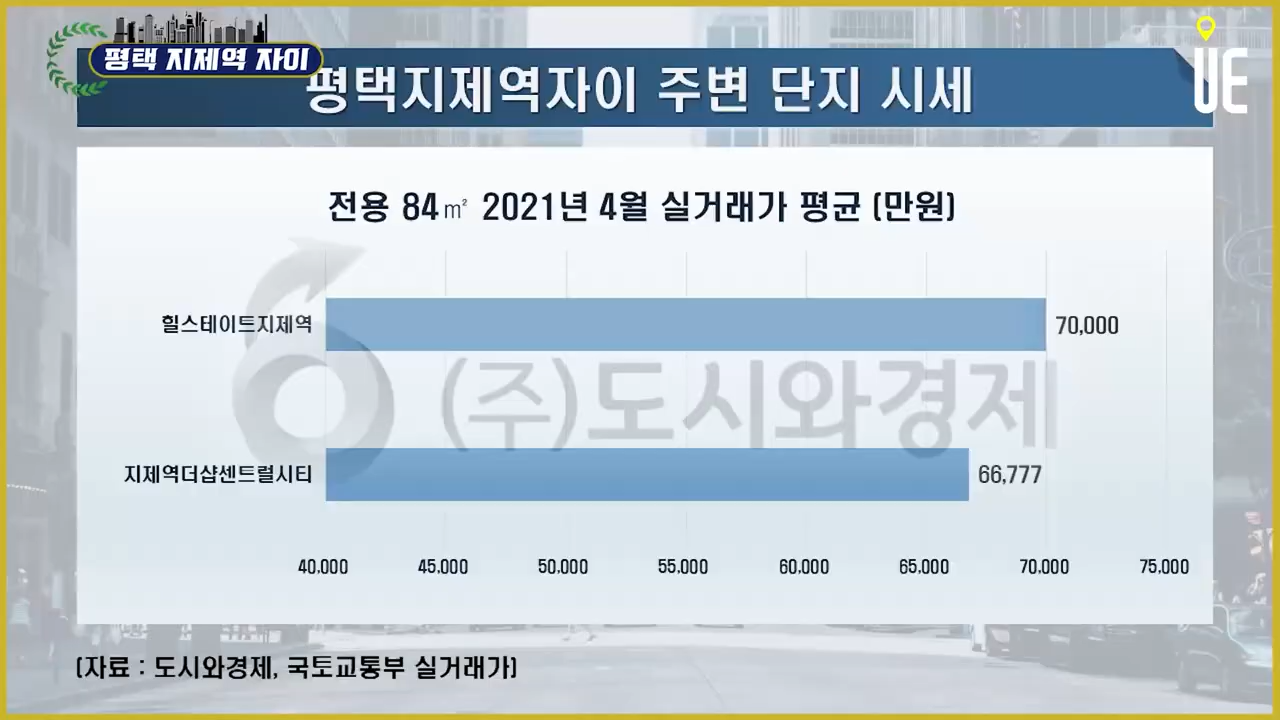 평택 지제역 자이
UE
평택지제역자이 주변 단지 시세
전용 84㎡ 2021년 4월 실거래가 평균 (만원)
힐스테이트지제역
70,000
(주)도시와경제
지제역더샵센트럴시티
66,777
40,000 45,000 50,000 55,000 60,000 65,000 70,000 75,000
(자료 : 도시와경제, 국토교통부 실거래가)